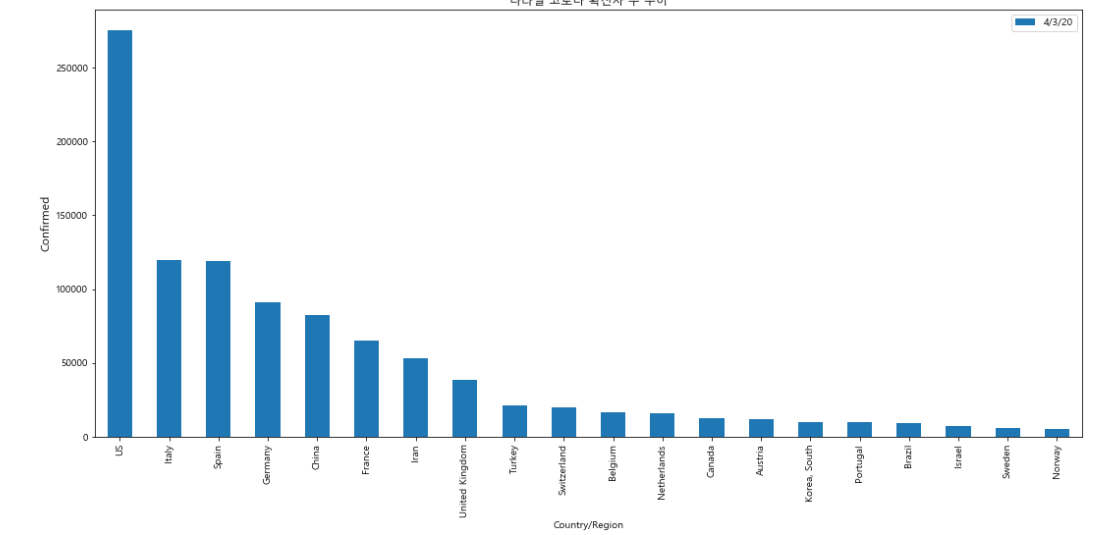 4/3/20
Confirmed
250000
200000
150000
100000
50000
0
US
Italy
Spain
Germany
China
France
Iran
United Kingdom
Turkey
Switzerland
Belgium
Netherlands
Canada
Austria
Korea, South
Portugal
Brazil
Israel
Sweden
Norway
Country/Region